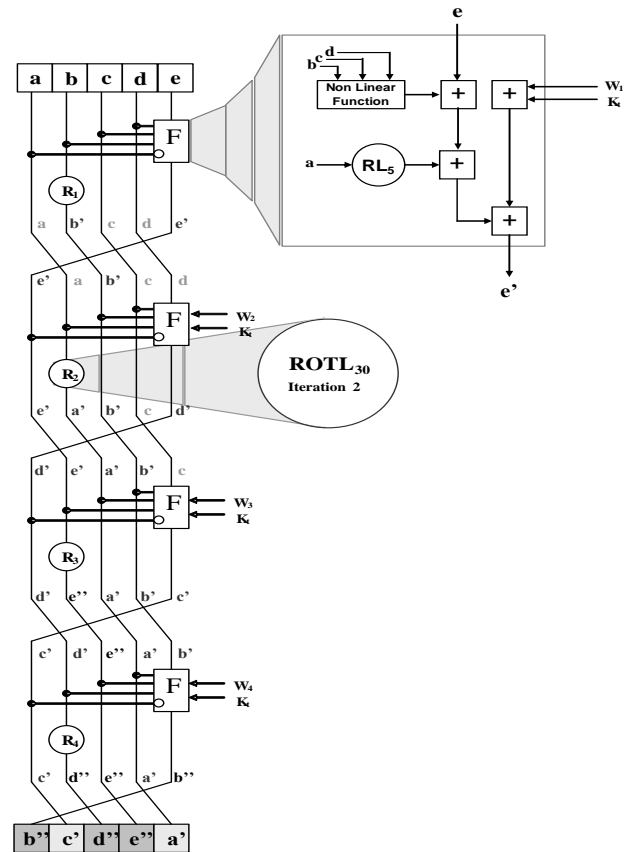 e
d
c
b
Non Linear
Function
+
+
W₁
Kₜ
a
RL₅
+
+
e'
a b c d e
F
R₁
a b' c d e'
e' a b' c d
F
W₂
Kₜ
R₂
ROTL₃₀
Iteration 2
e' a' b' c d'
d' e' a' b' c
F
W₃
Kₜ
R₃
d' e'' a' b' c'
c' d' e'' a' b'
F
W₄
Kₜ
R₄
c' d'' e'' a' b''
b'' c' d'' e'' a'